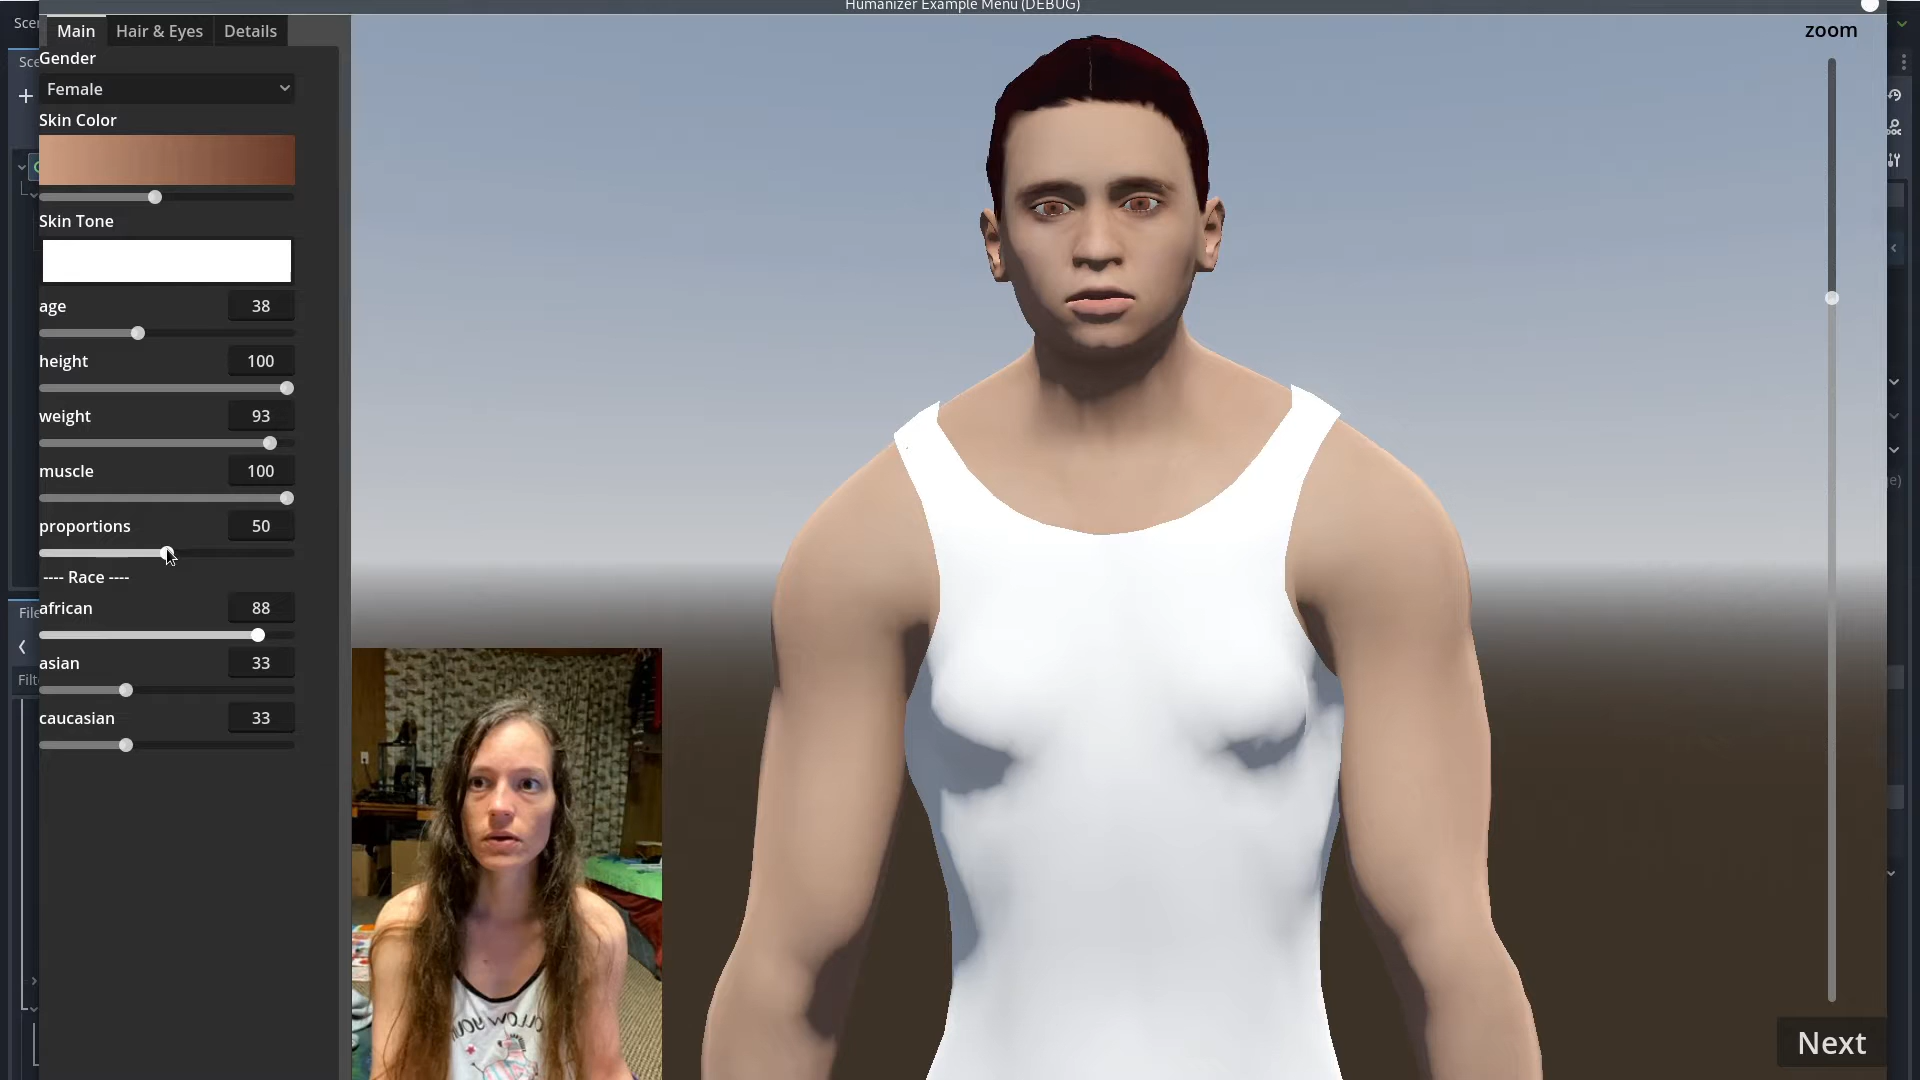 Humanizer Example Menu (DEBUG)
Main
Hair & Eyes
Details
zoom
Gender
Female
Skin Color
Skin Tone
age 38
height 100
weight 93
muscle 100
proportions 50
---- Race ----
african 88
asian 33
caucasian 33
Next